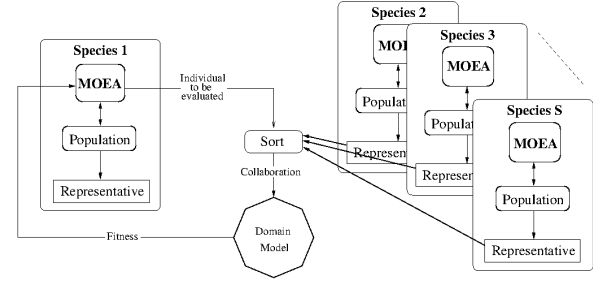 Species 1
MOEA
Population
Representative
Individual
to be
evaluated
Sort
Collaboration
Domain
Model
Fitness
Species 2
Species 3
MOEA
Species S
MOEA
Population
Representative